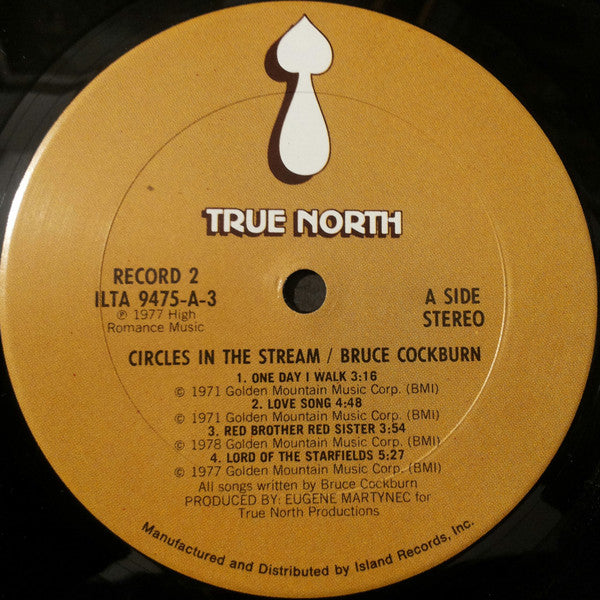 TRUE NORTH
RECORD 2
ILTA 9475-A-3
℗ 1977 High
Romance Music
A SIDE
STEREO
CIRCLES IN THE STREAM / BRUCE COCKBURN
1. ONE DAY I WALK 3:16
© 1971 Golden Mountain Music Corp. (BMI)
2. LOVE SONG 4:48
© 1971 Golden Mountain Music Corp. (BMI)
3. RED BROTHER RED SISTER 3:54
© 1978 Golden Mountain Music Corp. (BMI)
4. LORD OF THE STARFIELDS 5:27
© 1977 Golden Mountain Music Corp. (BMI)
All songs written by Bruce Cockburn
PRODUCED BY: EUGENE MARTYNEC for
True North Productions
Manufactured and Distributed by Island Records, Inc.